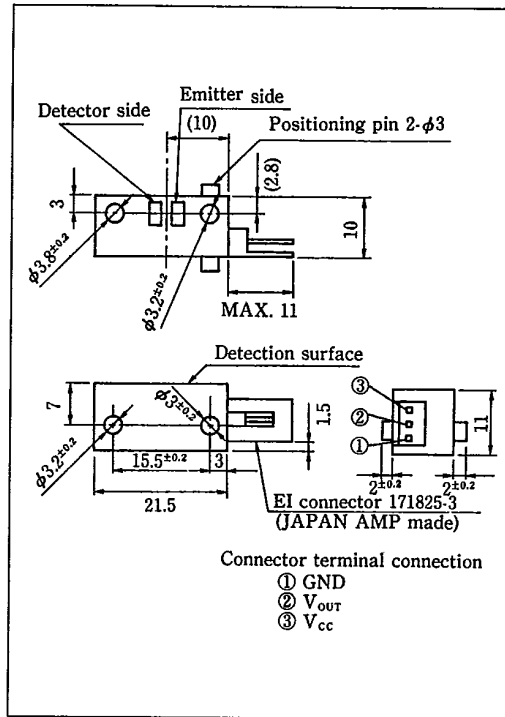 Emitter side
Detector side
(10)
Positioning pin 2-ϕ3
(2.8)
3
10
ϕ3.8±0.2
ϕ3.2±0.2
MAX. 11
Detection surface
7
ϕ3±0.2
1.5
③
②
①
11
ϕ3.2±0.2
15.5±0.2
3
2±0.2
2±0.2
21.5
EI connector 171825-3
(JAPAN AMP made)
Connector terminal connection
① GND
② VOUT
③ VCC